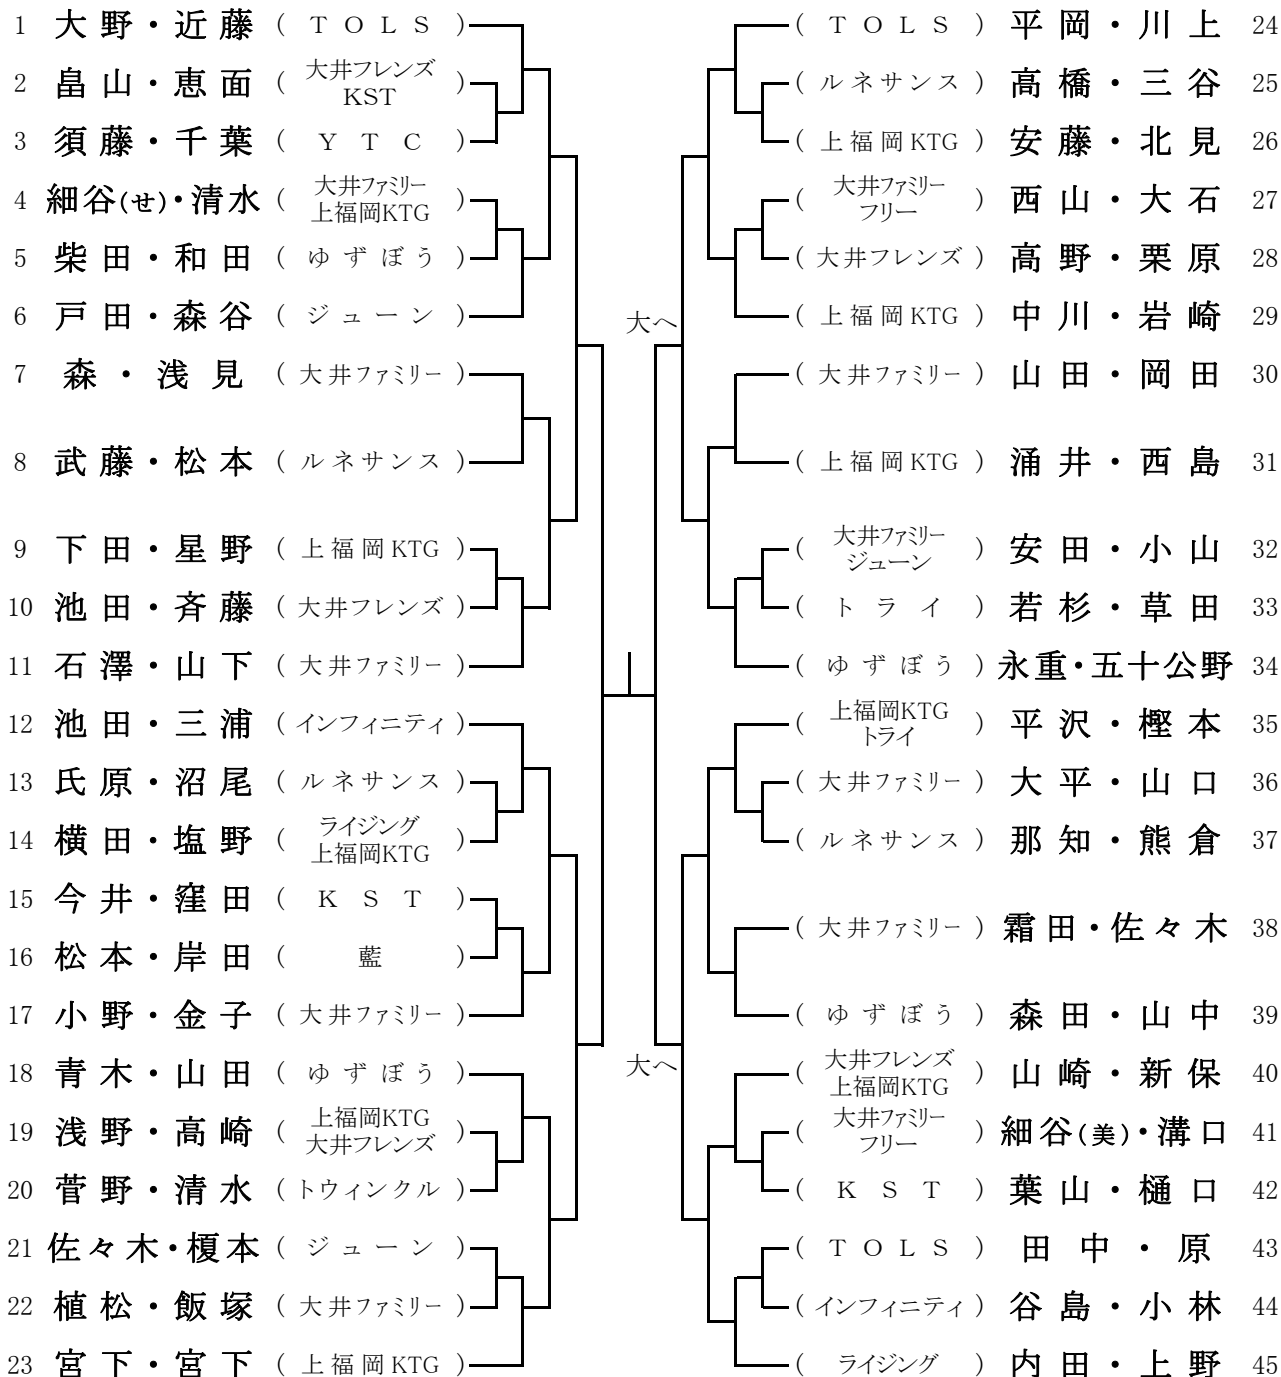 1 大野・近藤 ( TOLS )
2 畠山・恵面 ( 大井フレンズ
KST )
3 須藤・千葉 ( YTC )
4 細谷(せ)・清水 ( 大井ファミリー
上福岡KTG )
5 柴田・和田 ( ゆずぼう )
6 戸田・森谷 ( ジューン )
7 森・浅見 ( 大井ファミリー )
8 武藤・松本 ( ルネサンス )
9 下田・星野 ( 上福岡KTG )
10 池田・斉藤 ( 大井フレンズ )
11 石澤・山下 ( 大井ファミリー )
12 池田・三浦 ( インフィニティ )
13 氏原・沼尾 ( ルネサンス )
14 横田・塩野 ( ライジング
上福岡KTG )
15 今井・窪田 ( KST )
16 松本・岸田 ( 藍 )
17 小野・金子 ( 大井ファミリー )
18 青木・山田 ( ゆずぼう )
19 浅野・高崎 ( 上福岡KTG
大井フレンズ )
20 菅野・清水 ( トウィンクル )
21 佐々木・榎本 ( ジューン )
22 植松・飯塚 ( 大井ファミリー )
23 宮下・宮下 ( 上福岡KTG )
大へ
大へ
( TOLS ) 平岡・川上 24
( ルネサンス ) 高橋・三谷 25
( 上福岡KTG ) 安藤・北見 26
( 大井ファミリー
フリー ) 西山・大石 27
( 大井フレンズ ) 高野・栗原 28
( 上福岡KTG ) 中川・岩崎 29
( 大井ファミリー ) 山田・岡田 30
( 上福岡KTG ) 涌井・西島 31
( 大井ファミリー
ジューン ) 安田・小山 32
( トライ ) 若杉・草田 33
( ゆずぼう ) 永重・五十公野 34
( 上福岡KTG
トライ ) 平沢・樫本 35
( 大井ファミリー ) 大平・山口 36
( ルネサンス ) 那知・熊倉 37
( 大井ファミリー ) 霜田・佐々木 38
( ゆずぼう ) 森田・山中 39
( 大井フレンズ
上福岡KTG ) 山崎・新保 40
( 大井ファミリー
フリー ) 細谷(美)・溝口 41
( KST ) 葉山・樋口 42
( TOLS ) 田中・原 43
( インフィニティ ) 谷島・小林 44
( ライジング ) 内田・上野 45